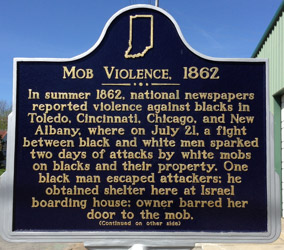 MOB VIOLENCE, 1862
In summer 1862, national newspapers
reported violence against blacks in
Toledo, Cincinnati, Chicago, and New
Albany, where on July 21, a fight
between black and white men sparked
two days of attacks by white mobs
on blacks and their property. One
black man escaped attackers; he
obtained shelter here at Israel
boarding house; owner barred her
door to the mob.
(Continued on other side)